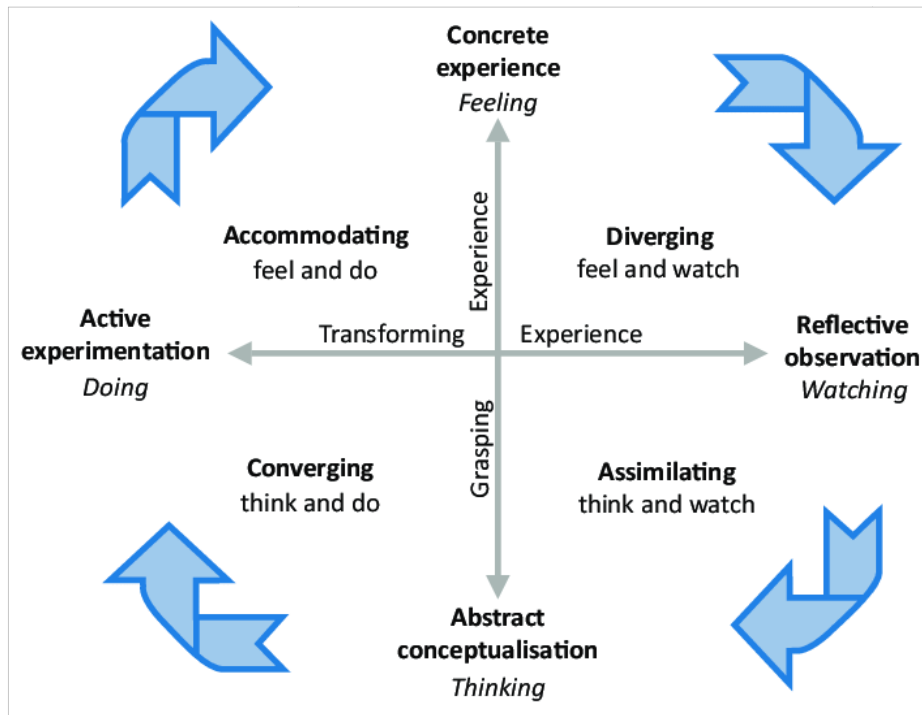 Concrete
experience
Feeling
Experience
Accommodating
feel and do
Diverging
feel and watch
Active
experimentation
Doing
Transforming
Experience
Reflective
observation
Watching
Grasping
Converging
think and do
Assimilating
think and watch
Abstract
conceptualisation
Thinking